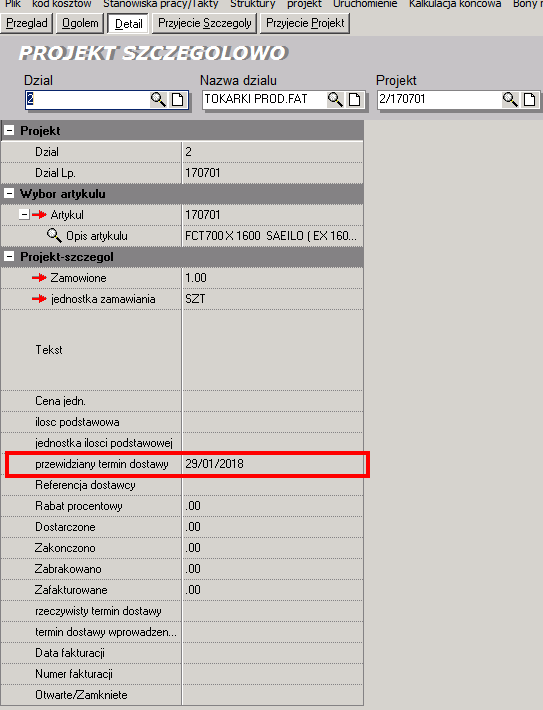 Plik kod kosztow Stanowiska pracy/Takty Struktury projekt Uruchomienie Kalkulacja koncowa Bony
Przeglad Ogolem Detail Przyjecie Szczegoly Przyjecie Projekt
PROJEKT SZCZEGOLOWO
Dzial Nazwa dzialu Projekt
2 TOKARKI PROD.FAT 2/170701
Projekt
Dzial 2
Dzial Lp. 170701
Wybor artykulu
Artykul 170701
Opis artykulu FCT700 X 1600 SAEILO ( EX 160...
Projekt-szczegol
Zamowione 1.00
jednostka zamawiania SZT
Tekst
Cena jedn.
ilosc podstawowa
jednostka ilosci podstawowej
przewidziany termin dostawy 29/01/2018
Referencja dostawcy
Rabat procentowy .00
Dostarczone .00
Zakonczono .00
Zabrakowano .00
Zafakturowane .00
rzeczywisty termin dostawy
termin dostawy wprowadzen...
Data fakturacji
Numer fakturacji
Otwarte/Zamkniete